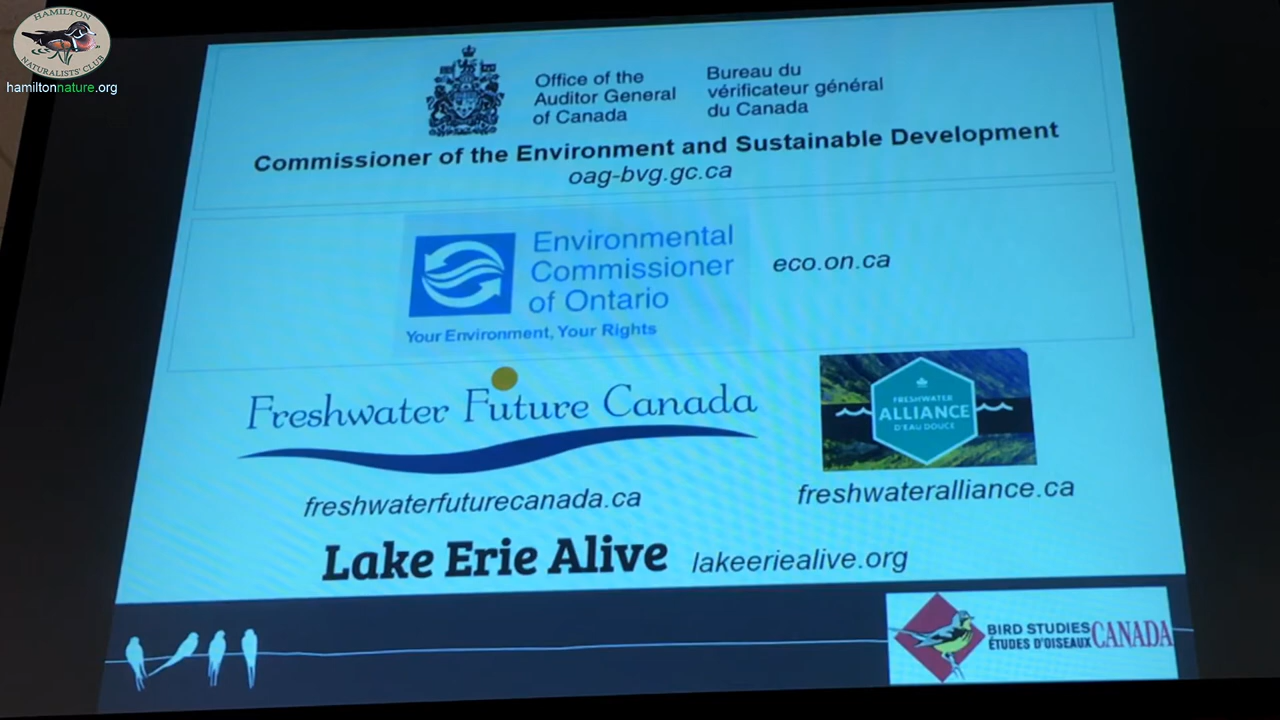 HAMILTON
NATURALISTS' CLUB
hamiltonnature.org
Office of the
Auditor General
of Canada
Bureau du
vérificateur général
du Canada
Commissioner of the Environment and Sustainable Development
oag-bvg.gc.ca
Environmental
Commissioner
of Ontario
Your Environment, Your Rights
eco.on.ca
Freshwater Future Canada
freshwaterfuturecanada.ca
FRESHWATER
ALLIANCE
D'EAU DOUCE
freshwateralliance.ca
Lake Erie Alive lakeeriealive.org
BIRD STUDIES
ÉTUDES D'OISEAUX
CANADA